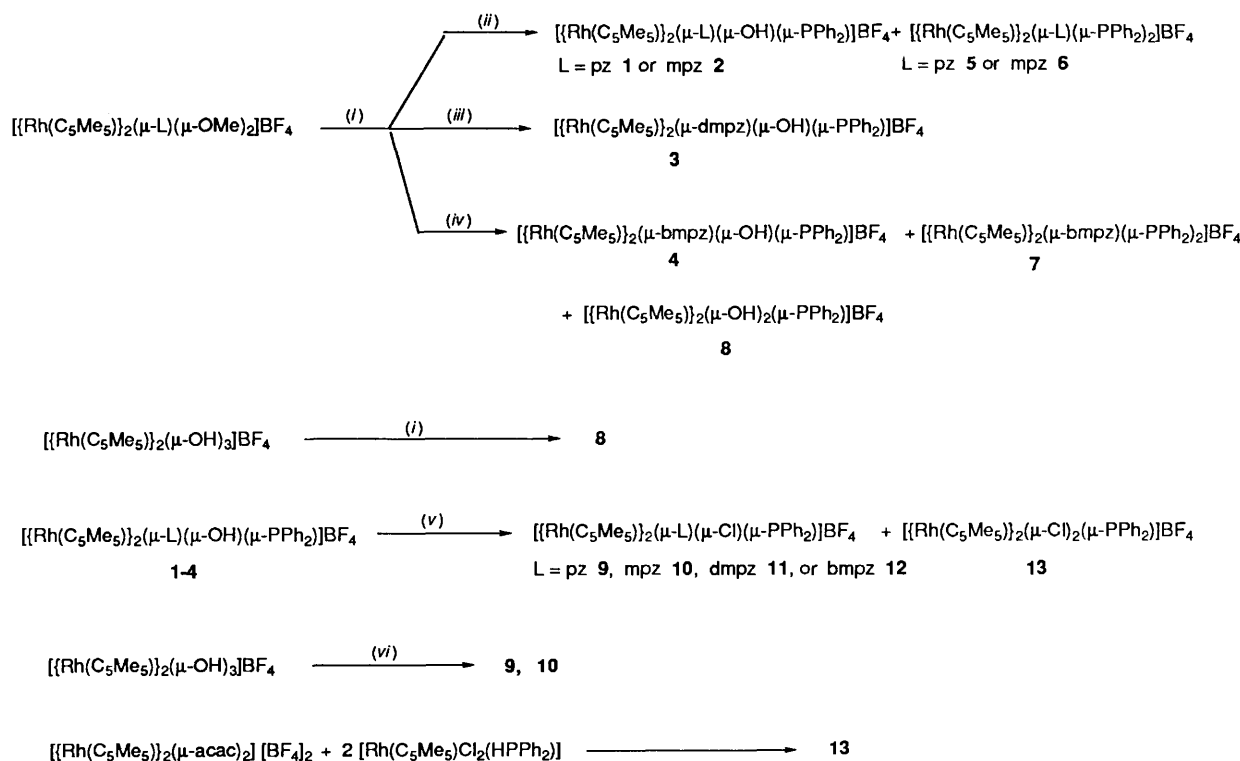 (ii)
[{Rh(C₅Me₅)}₂(μ-L)(μ-OH)(μ-PPh₂)]BF₄ + [{Rh(C₅Me₅)}₂(μ-L)(μ-PPh₂)₂]BF₄
L = pz 1 or mpz 2 L = pz 5 or mpz 6
[{Rh(C₅Me₅)}₂(μ-L)(μ-OMe)₂]BF₄ (i) (iii) [{Rh(C₅Me₅)}₂(μ-dmpz)(μ-OH)(μ-PPh₂)]BF₄
3
(iv)
[{Rh(C₅Me₅)}₂(μ-bmpz)(μ-OH)(μ-PPh₂)]BF₄ + [{Rh(C₅Me₅)}₂(μ-bmpz)(μ-PPh₂)₂]BF₄
4 7
+ [{Rh(C₅Me₅)}₂(μ-OH)₂(μ-PPh₂)]BF₄
8
[{Rh(C₅Me₅)}₂(μ-OH)₃]BF₄ (i) 8
[{Rh(C₅Me₅)}₂(μ-L)(μ-OH)(μ-PPh₂)]BF₄ (v) [{Rh(C₅Me₅)}₂(μ-L)(μ-Cl)(μ-PPh₂)]BF₄ + [{Rh(C₅Me₅)}₂(μ-Cl)₂(μ-PPh₂)]BF₄
1-4 L = pz 9, mpz 10, dmpz 11, or bmpz 12 13
[{Rh(C₅Me₅)}₂(μ-OH)₃]BF₄ (vi) 9, 10
[{Rh(C₅Me₅)}₂(μ-acac)₂] [BF₄]₂ + 2 [Rh(C₅Me₅)Cl₂(HPPh₂)] 13